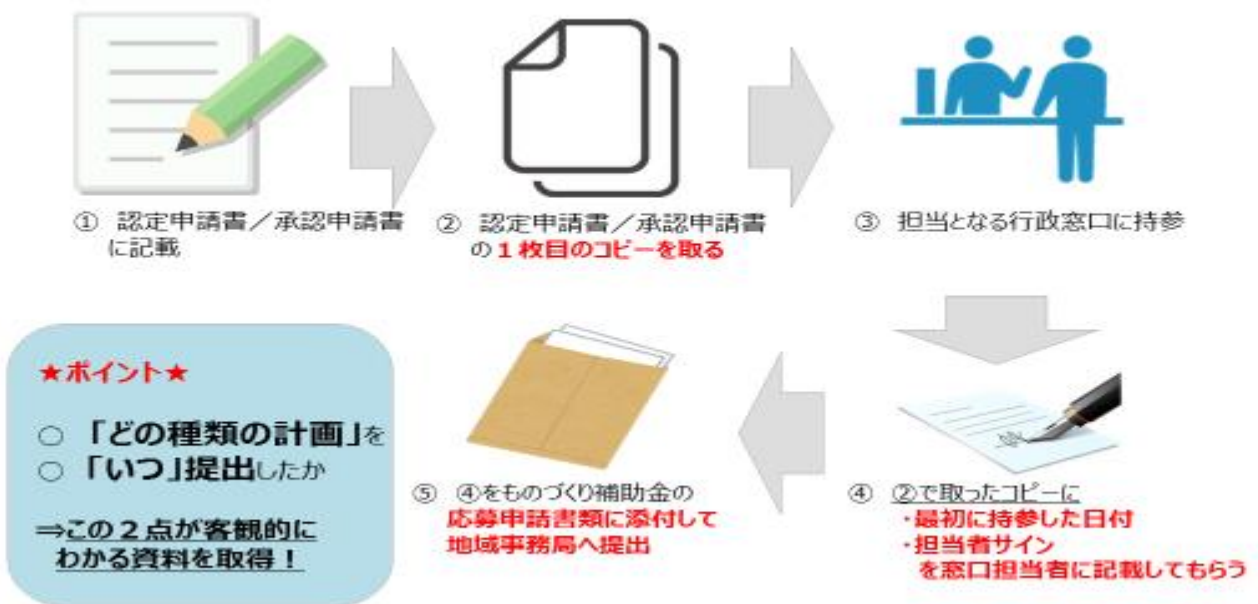 ① 認定申請書／承認申請書
に記載
② 認定申請書／承認申請書
の１枚目のコピーを取る
③ 担当となる行政窓口に持参
④ ②で取ったコピーに
・最初に持参した日付
・担当者サイン
を窓口担当者に記載してもらう
⑤ ④をものづくり補助金の
応募申請書類に添付して
地域事務局へ提出
★ポイント★
○ 「どの種類の計画」を
○ 「いつ」提出したか
⇒この２点が客観的に
わかる資料を取得！